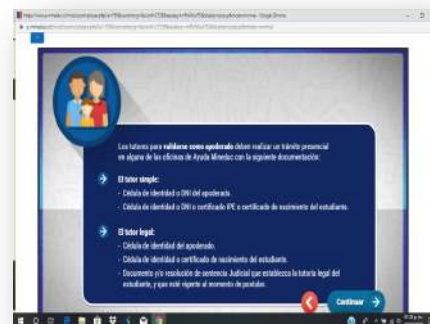 Los tutores para validarse como apoderado deben realizar un trámite presencial
en alguna de las oficinas de Ayuda Mineduc con la siguiente documentación:
El tutor simple:
- Cédula de identidad o DNI del apoderado.
- Cédula de identidad o DNI o certificado IPE o certificado de nacimiento del estudiante.
El tutor legal:
- Cédula de identidad del apoderado.
- Cédula de identidad o certificado de nacimiento del estudiante.
- Documento y/o resolución de sentencia Judicial que establezca la tutoría legal del
estudiante, y que esté vigente al momento de postular.
Continuar